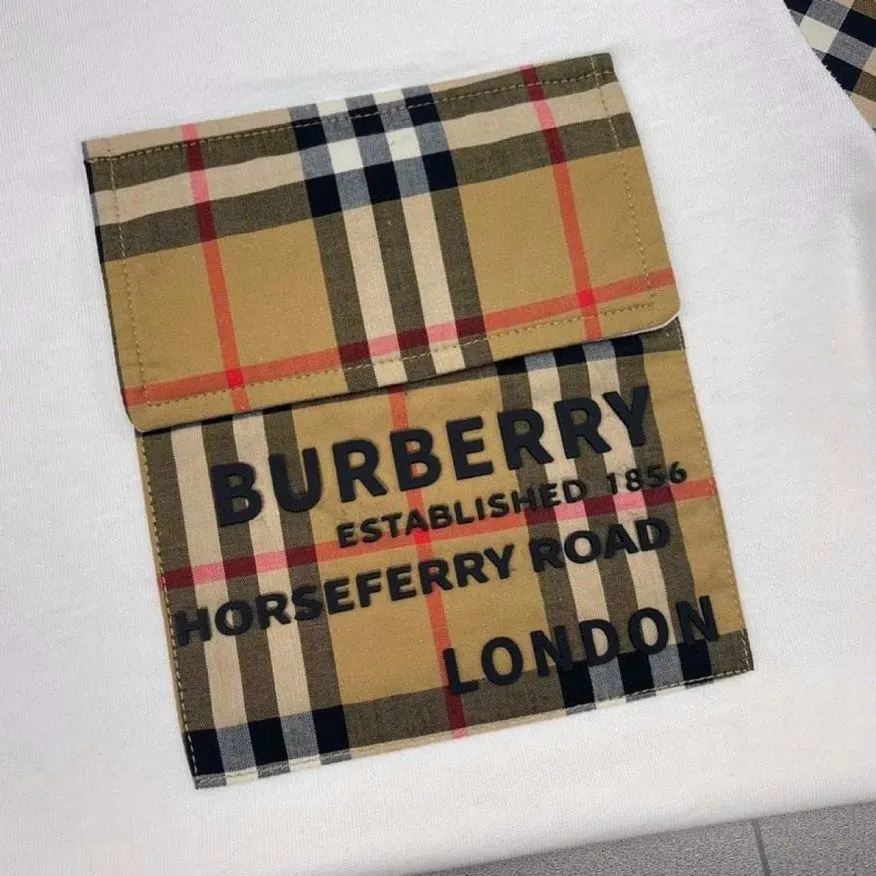 BURBERRY
ESTABLISHED 1856
HORSEFERRY ROAD
LONDON